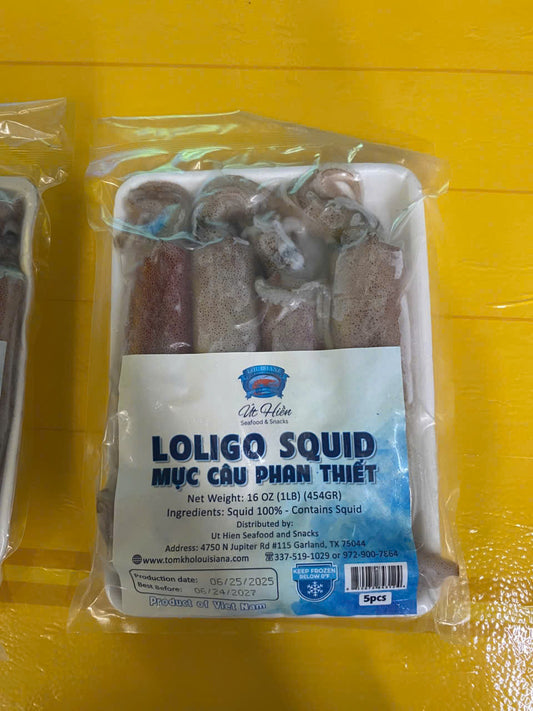 LOUISIANA
Út Hiền
Seafood & Snacks
LOLIGO SQUID
MỰC CÂU PHAN THIẾT
Net Weight: 16 OZ (1LB) (454GR)
Ingredients: Squid 100% - Contains Squid
Distributed by:
Ut Hien Seafood and Snacks
Address: 4750 N Jupiter Rd #115 Garland, TX 75044
www.tomkholouisiana.com 337-519-1029 or 972-900-7864
Production date: 06/25/2025
Best before: 06/24/2027
Product of Viet Nam
KEEP FROZEN
BELOW 0°F
5pcs